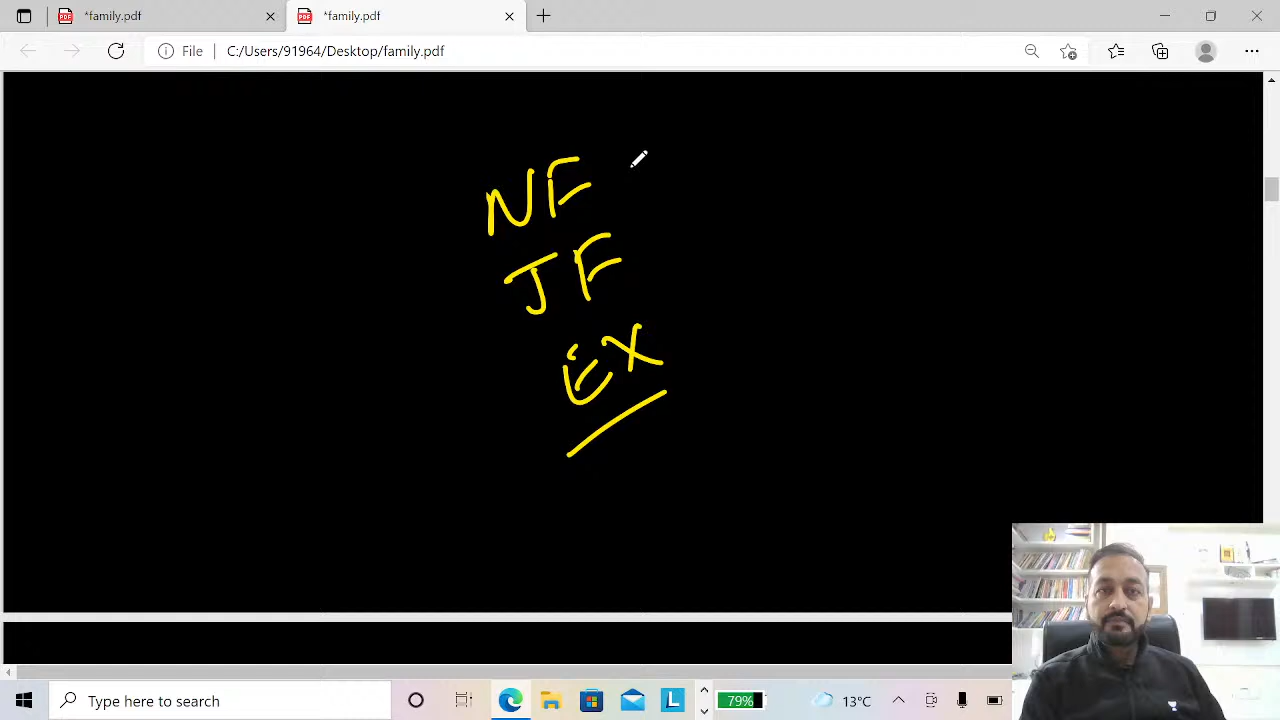 *family.pdf
*family.pdf
File
C:/Users/91964/Desktop/family.pdf
NF
JF
EX
Type here to search
L
79%
13°C